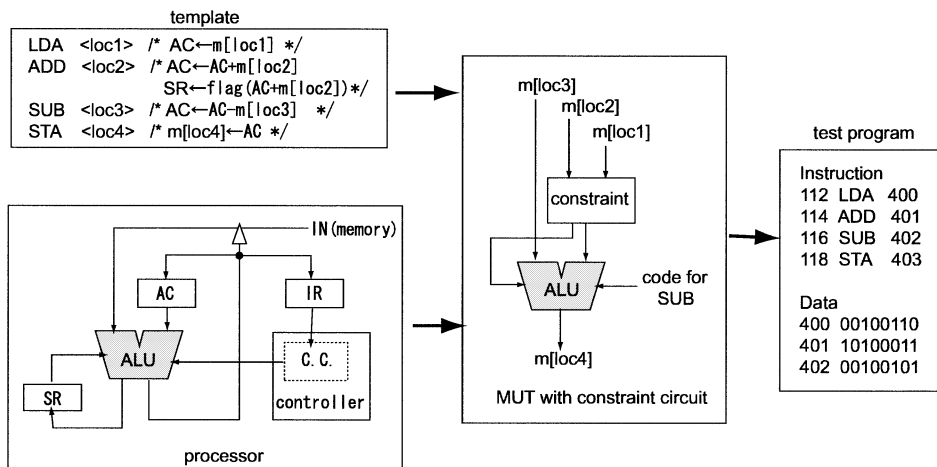 template
LDA <loc1> /* AC←m[loc1] */
ADD <loc2> /* AC←AC+m[loc2]
SR←flag(AC+m[loc2])*/
SUB <loc3> /* AC←AC−m[loc3] */
STA <loc4> /* m[loc4]←AC */
IN(memory)
AC
IR
ALU
C.C.
SR
controller
processor
m[loc3]
m[loc2]
m[loc1]
constraint
ALU
code for
SUB
m[loc4]
MUT with constraint circuit
test program
Instruction
112 LDA 400
114 ADD 401
116 SUB 402
118 STA 403
Data
400 00100110
401 10100011
402 00100101